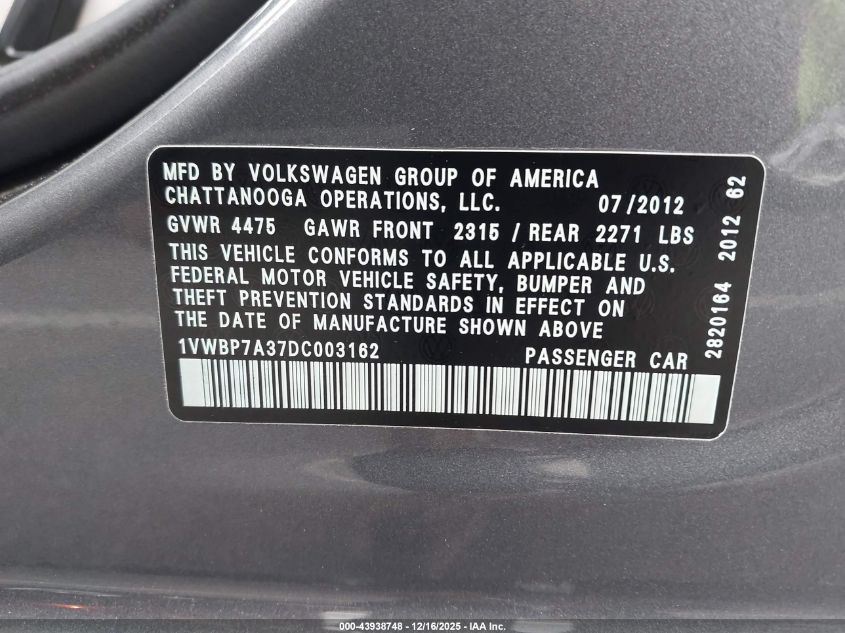 MFD BY VOLKSWAGEN GROUP OF AMERICA
CHATTANOOGA OPERATIONS, LLC. 07/2012
GVWR 4475 GAWR FRONT 2315 / REAR 2271 LBS
THIS VEHICLE CONFORMS TO ALL APPLICABLE U.S.
FEDERAL MOTOR VEHICLE SAFETY, BUMPER AND
THEFT PREVENTION STANDARDS IN EFFECT ON
THE DATE OF MANUFACTURE SHOWN ABOVE
1VWBP7A37DC003162 PASSENGER CAR
2820164 2012 62
000-43938748 - 12/16/2025 - IAA Inc.